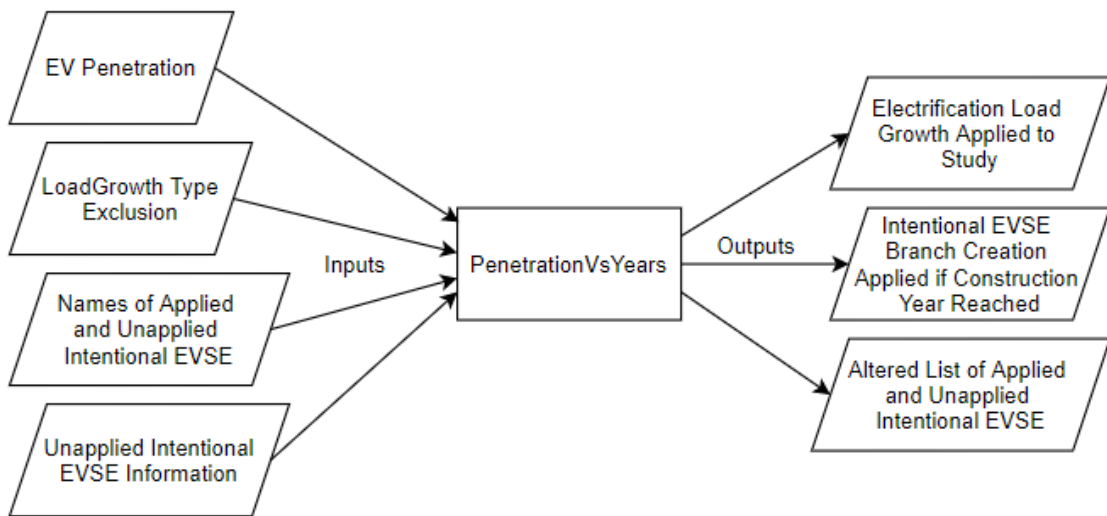 EV Penetration
LoadGrowth Type
Exclusion
Names of Applied
and Unapplied
Intentional EVSE
Unapplied Intentional
EVSE Information
Inputs
PenetrationVsYears
Outputs
Electrification Load
Growth Applied to
Study
Intentional EVSE
Branch Creation
Applied if Construction
Year Reached
Altered List of Applied
and Unapplied
Intentional EVSE